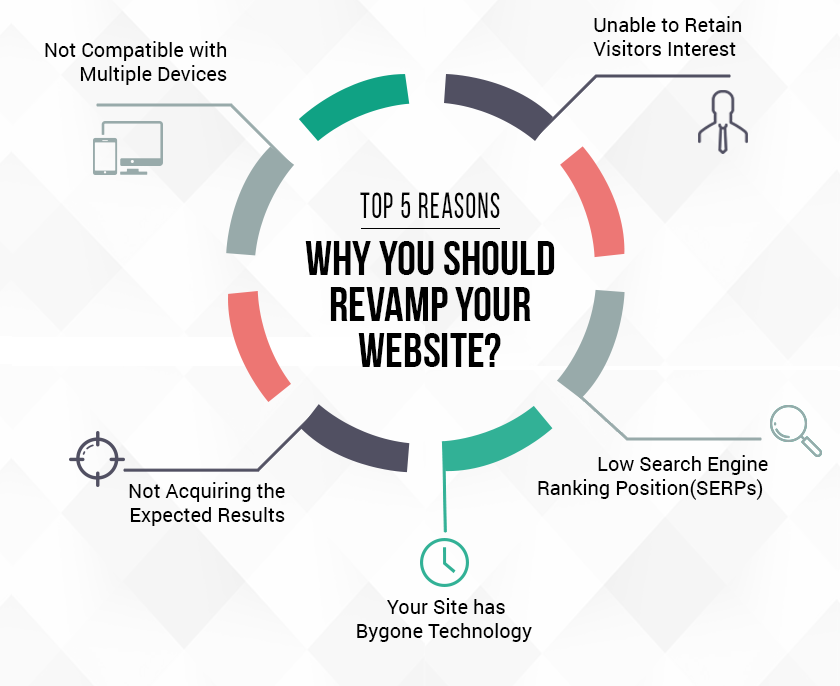 TOP 5 REASONS
WHY YOU SHOULD
REVAMP YOUR
WEBSITE?
Unable to Retain
Visitors Interest
Low Search Engine
Ranking Position(SERPs)
Your Site has
Bygone Technology
Not Acquiring the
Expected Results
Not Compatible with
Multiple Devices